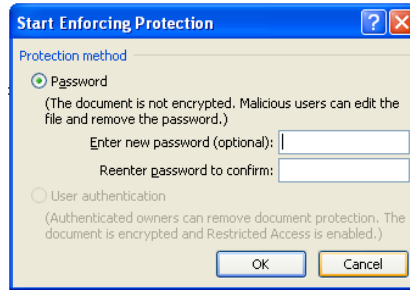 Start Enforcing Protection
Protection method
Password
(The document is not encrypted. Malicious users can edit the
file and remove the password.)
Enter new password (optional):
Reenter password to confirm:
User authentication
(Authenticated owners can remove document protection. The
document is encrypted and Restricted Access is enabled.)
OK Cancel